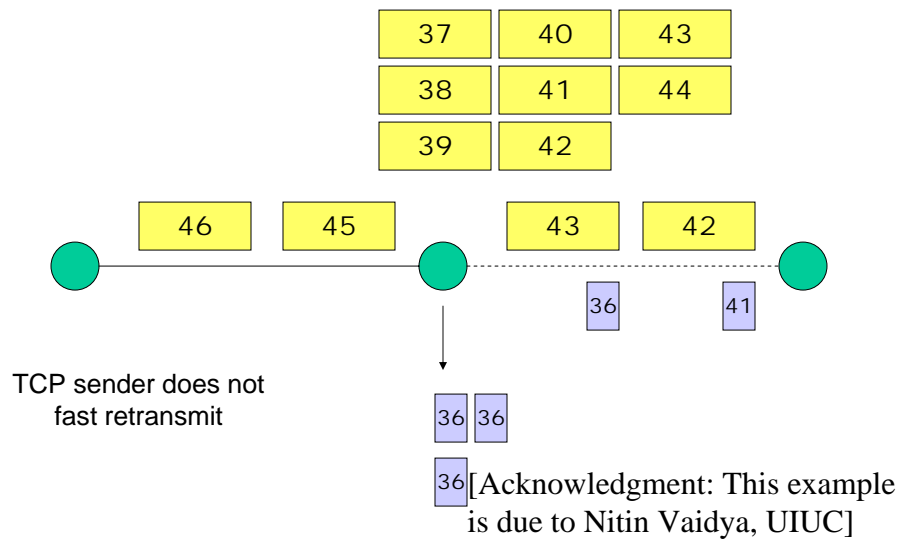 37 40 43
38 41 44
39 42
46 45 43 42
36 41
TCP sender does not
fast retransmit
36 36
36
[Acknowledgment: This example
is due to Nitin Vaidya, UIUC]